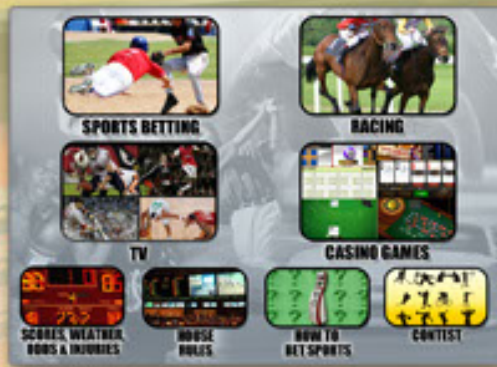 SPORTS BETTING
RACING
TV
CASINO GAMES
SCORES, WEATHER,
ODDS & INJURIES
HOUSE
RULES
HOW TO
BET SPORTS
CONTEST